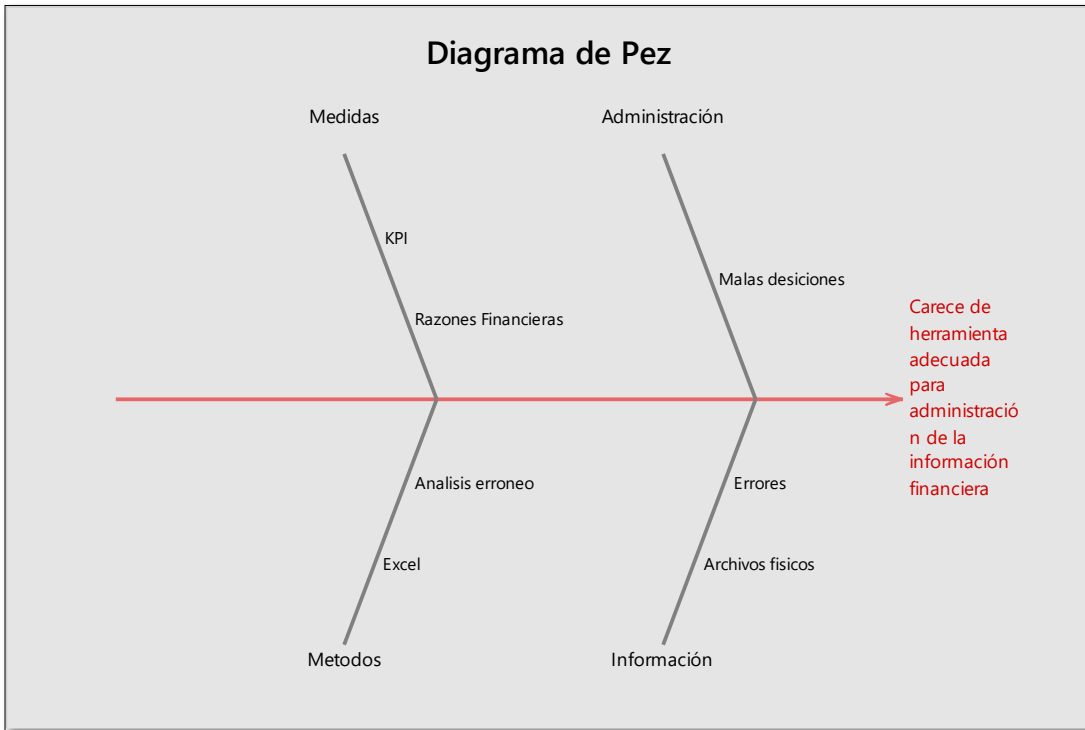 Diagrama de Pez
Medidas
Administración
KPI
Malas desiciones
Razones Financieras
Carece de
herramienta
adecuada
para
administració
n de la
información
financiera
Analisis erroneo
Errores
Excel
Archivos fisicos
Metodos
Información